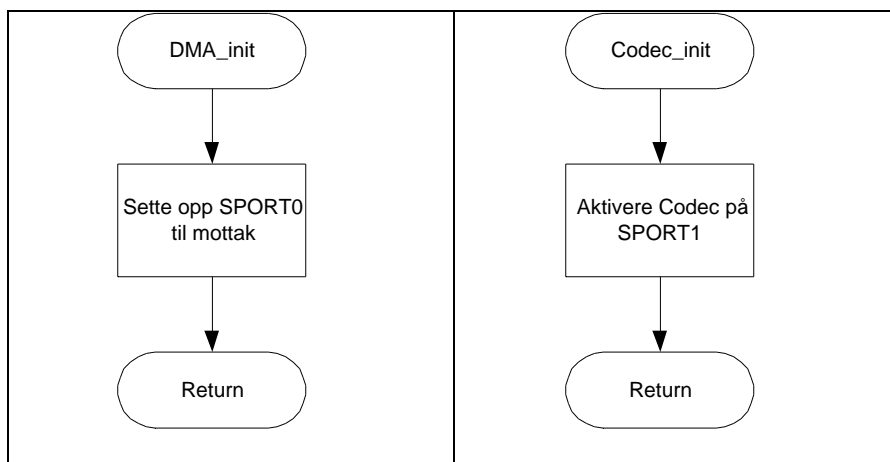 DMA_init
Sette opp SPORT0
til mottak
Return
Codec_init
Aktivere Codec på
SPORT1
Return